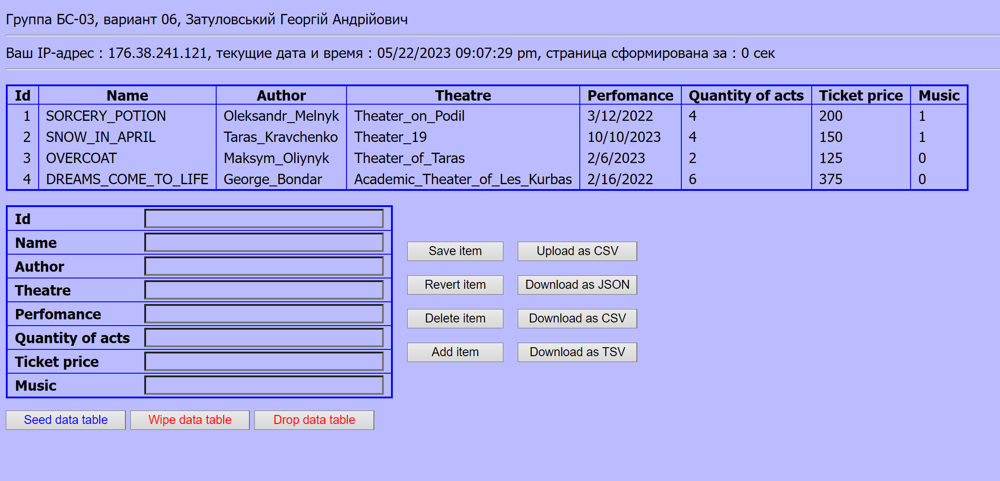 Группа БС-03, вариант 06, Затуловський Георгій Андрійович
Ваш IP-адрес : 176.38.241.121, текущие дата и время : 05/22/2023 09:07:29 pm, страница сформирована за : 0 сек
Id Name Author Theatre Perfomance Quantity of acts Ticket price Music
1 SORCERY_POTION Oleksandr_Melnyk Theater_on_Podil 3/12/2022 4 200 1
2 SNOW_IN_APRIL Taras_Kravchenko Theater_19 10/10/2023 4 150 1
3 OVERCOAT Maksym_Oliynyk Theater_of_Taras 2/6/2023 2 125 0
4 DREAMS_COME_TO_LIFE George_Bondar Academic_Theater_of_Les_Kurbas 2/16/2022 6 375 0
Id
Name
Author
Theatre
Perfomance
Quantity of acts
Ticket price
Music
Save item Upload as CSV
Revert item Download as JSON
Delete item Download as CSV
Add item Download as TSV
Seed data table Wipe data table Drop data table